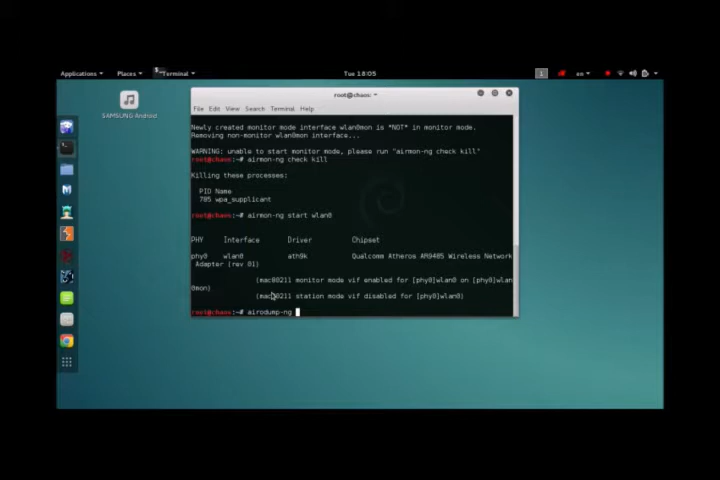 Applications Places Terminal Tue 18:05 1 en
SAMSUNG Android
root@chaos: ~
File Edit View Search Terminal Help
Newly created monitor mode interface wlan0mon is *NOT* in monitor mode.
Removing non-monitor wlan0mon interface...
WARNING: unable to start monitor mode, please run "airmon-ng check kill"
root@chaos:~# airmon-ng check kill
Killing these processes:
PID Name
785 wpa_supplicant
root@chaos:~# airmon-ng start wlan0
PHY Interface Driver Chipset
phy0 wlan0 ath9k Qualcomm Atheros AR9485 Wireless Network
Adapter (rev 01)
(mac80211 monitor mode vif enabled for [phy0]wlan0 on [phy0]wlan
0mon)
(mac80211 station mode vif disabled for [phy0]wlan0)
root@chaos:~# airodump-ng